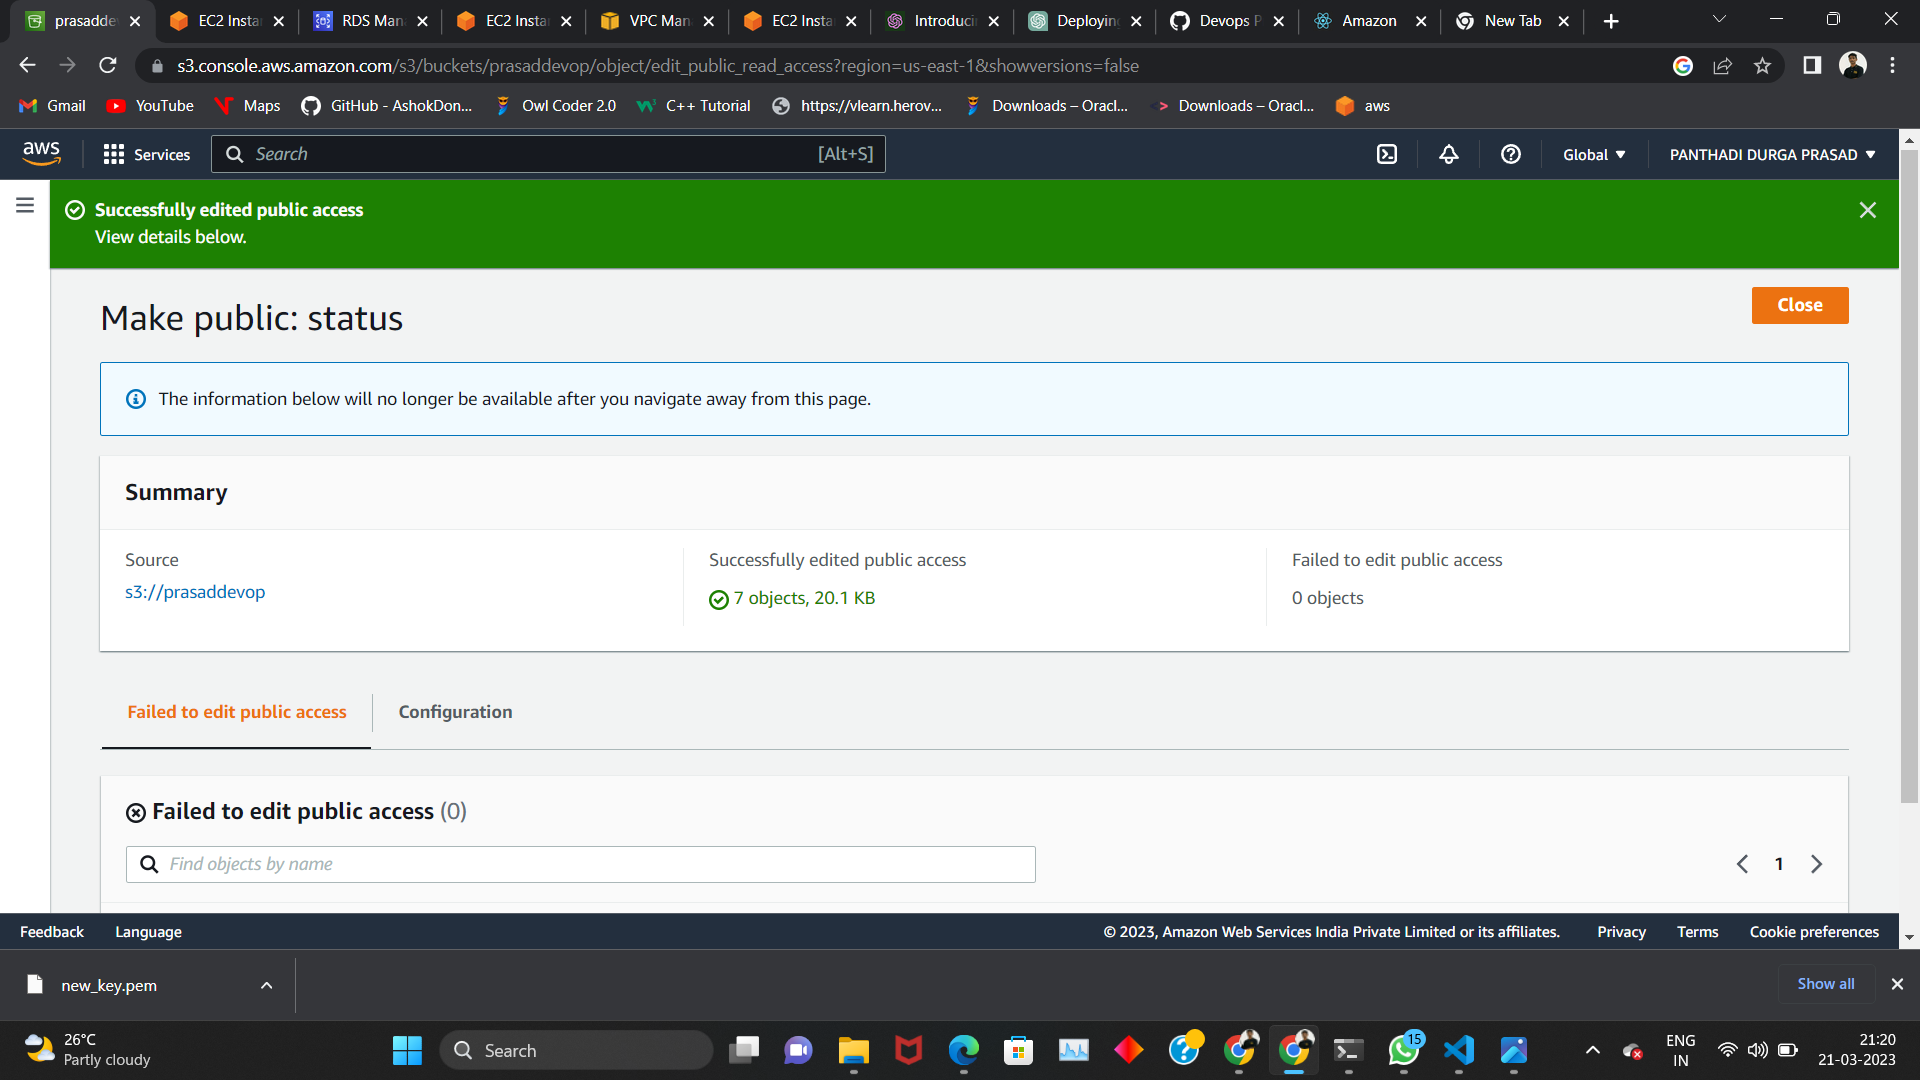 prasaddev
EC2 Insta
RDS Man
EC2 Insta
VPC Man
EC2 Insta
Introducin
Deploying
Devops P
Amazon
New Tab
s3.console.aws.amazon.com/s3/buckets/prasaddevop/object/edit_public_read_access?region=us-east-1&showversions=false
Gmail
YouTube
Maps
GitHub - AshokDon...
Owl Coder 2.0
C++ Tutorial
https://vlearn.herov...
Downloads – Oracl...
Downloads – Oracl...
aws
aws
Services
Search
[Alt+S]
Global
PANTHADI DURGA PRASAD
Successfully edited public access
View details below.
Make public: status
Close
The information below will no longer be available after you navigate away from this page.
Summary
Source
s3://prasaddevop
Successfully edited public access
7 objects, 20.1 KB
Failed to edit public access
0 objects
Failed to edit public access
Configuration
Failed to edit public access (0)
Find objects by name
1
Feedback
Language
© 2023, Amazon Web Services India Private Limited or its affiliates.
Privacy
Terms
Cookie preferences
new_key.pem
Show all
26°C
Partly cloudy
Search
15
ENG
IN
21:20
21-03-2023